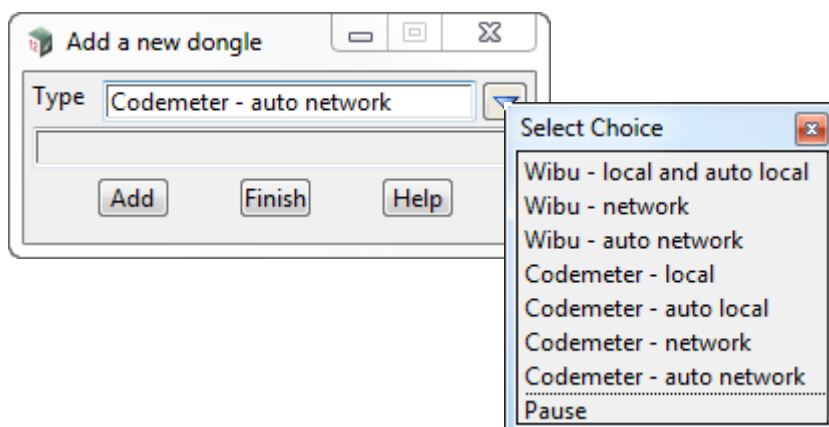 Add a new dongle
Type Codemeter - auto network
Add Finish Help
Select Choice
Wibu - local and auto local
Wibu - network
Wibu - auto network
Codemeter - local
Codemeter - auto local
Codemeter - network
Codemeter - auto network
Pause